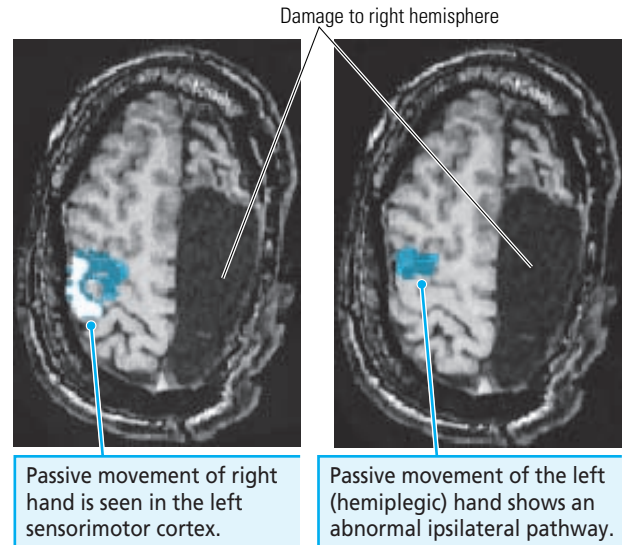 Damage to right hemisphere
Passive movement of right
hand is seen in the left
sensorimotor cortex.
Passive movement of the left
(hemiplegic) hand shows an
abnormal ipsilateral pathway.